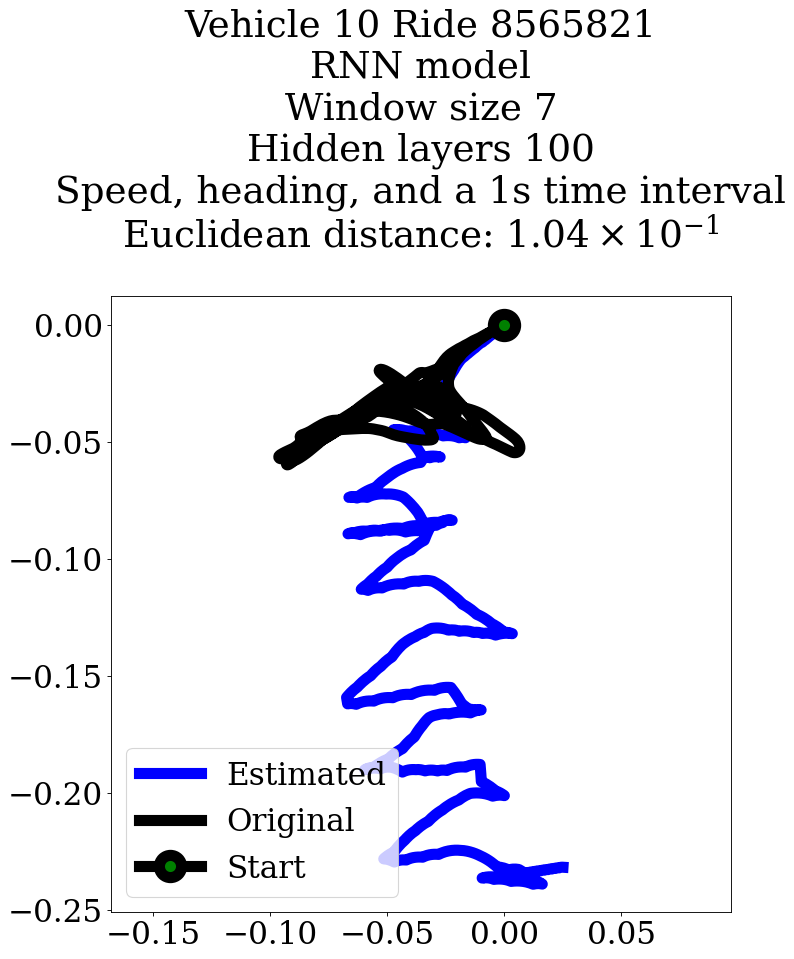 Vehicle 10 Ride 8565821
RNN model
Window size 7
Hidden layers 100
Speed, heading, and a 1s time interval
Euclidean distance: 1.04 × 10⁻¹
0.00
−0.05
−0.10
−0.15
−0.20
−0.25
Estimated
Original
Start
−0.15 −0.10 −0.05 0.00 0.05